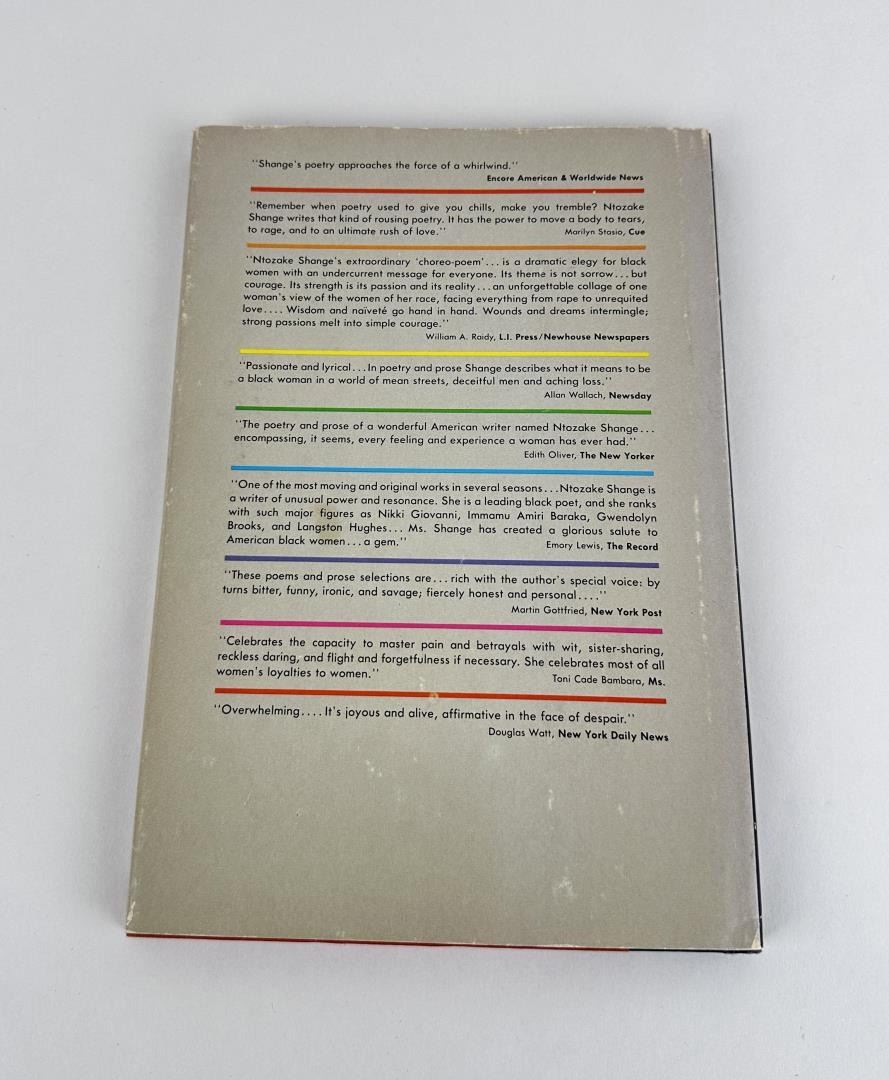 "Shange's poetry approaches the force of a whirlwind."
Encore American & Worldwide News
"Remember when poetry used to give you chills, make you tremble? Ntozake
Shange writes that kind of rousing poetry. It has the power to move a body to tears,
to rage, and to an ultimate rush of love." Marilyn Stasio, Cue
"Ntozake Shange's extraordinary 'choreo-poem'... is a dramatic elegy for black
women with an undercurrent message for everyone. Its theme is not sorrow...but
courage. Its strength is its passion and its reality...an unforgettable collage of one
woman's view of the women of her race, facing everything from rape to unrequited
love.... Wisdom and naïveté go hand in hand. Wounds and dreams intermingle;
strong passions melt into simple courage."
William A. Raidy, L.I. Press/Newhouse Newspapers
"Passionate and lyrical...In poetry and prose Shange describes what it means to be
a black woman in a world of mean streets, deceitful men and aching loss."
Allan Wallach, Newsday
"The poetry and prose of a wonderful American writer named Ntozake Shange...
encompassing, it seems, every feeling and experience a woman has ever had."
Edith Oliver, The New Yorker
"One of the most moving and original works in several seasons...Ntozake Shange is
a writer of unusual power and resonance. She is a leading black poet, and she ranks
with such major figures as Nikki Giovanni, Immamu Amiri Baraka, Gwendolyn
Brooks, and Langston Hughes... Ms. Shange has created a glorious salute to
American black women...a gem." Emory Lewis, The Record
"These poems and prose selections are...rich with the author's special voice: by
turns bitter, funny, ironic, and savage; fiercely honest and personal...."
Martin Gottfried, New York Post
"Celebrates the capacity to master pain and betrayals with wit, sister-sharing,
reckless daring, and flight and forgetfulness if necessary. She celebrates most of all
women's loyalties to women." Toni Cade Bambara, Ms.
"Overwhelming.... It's joyous and alive, affirmative in the face of despair."
Douglas Watt, New York Daily News